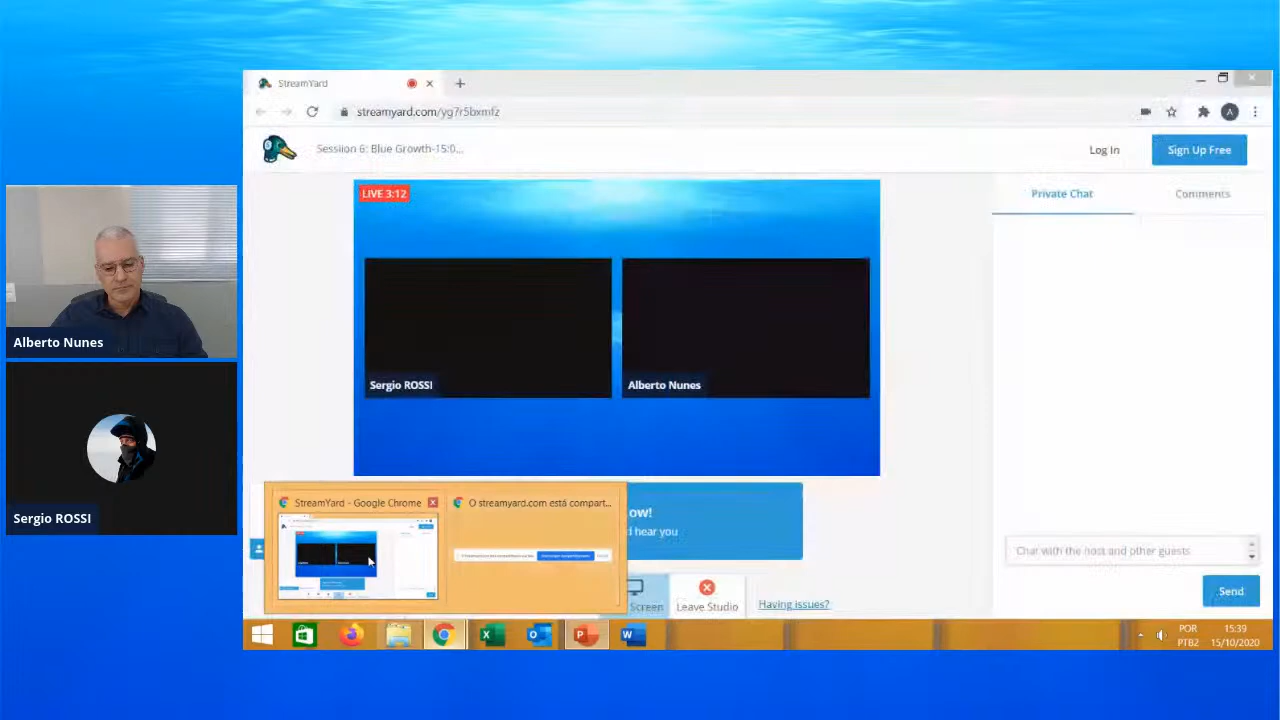 StreamYard
streamyard.com/yg7r5bxmfz
A
Sesslion 6: Blue Growth-15:0...
Log In
Sign Up Free
LIVE 3:12
Private Chat
Comments
Sergio ROSSI
Alberto Nunes
Alberto Nunes
Sergio ROSSI
StreamYard - Google Chrome
O streamyard.com está compart...
ow!
d hear you
Chat with the host and other guests
Send
Screen
Leave Studio
Having issues?
POR
PTB2
15:39
15/10/2020